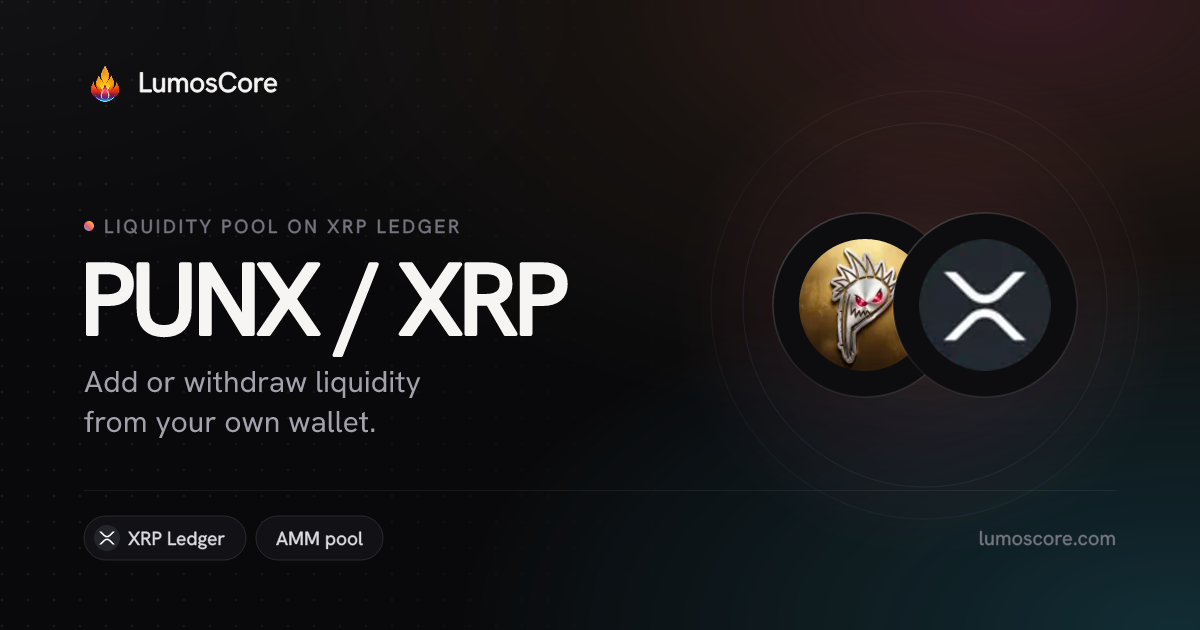 LumosCore
LIQUIDITY POOL ON XRP LEDGER
PUNX / XRP
Add or withdraw liquidity
from your own wallet.
XRP Ledger
AMM pool
lumoscore.com